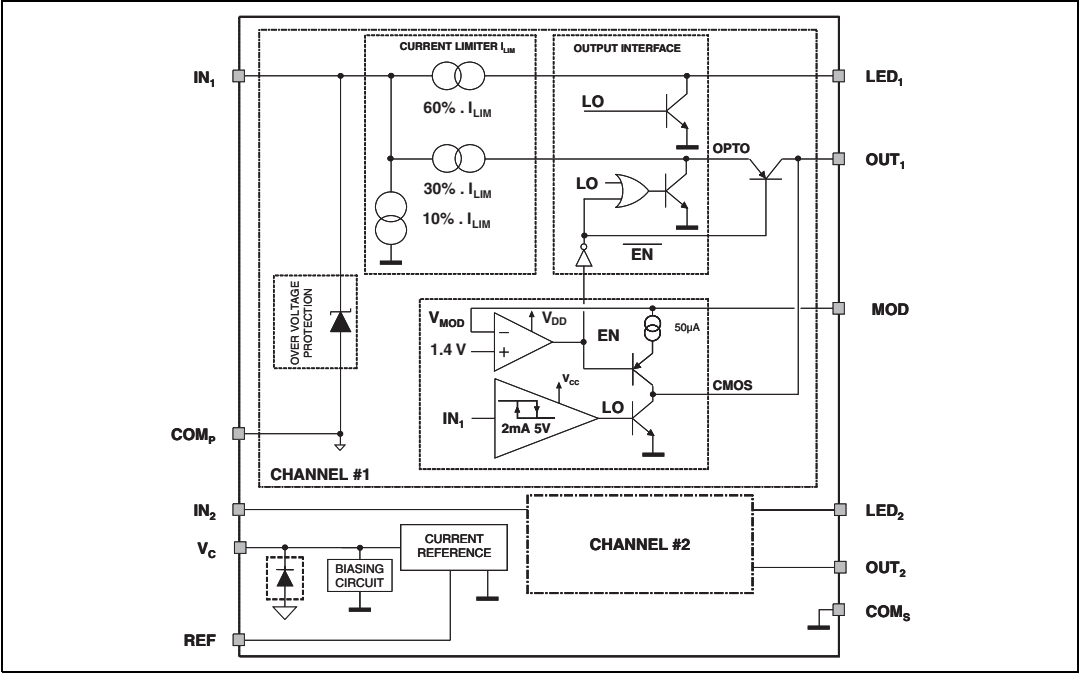 CURRENT LIMITER ILIM
OUTPUT INTERFACE
IN1
LED1
LO
60% . ILIM
OPTO
OUT1
30% . ILIM
LO
10% . ILIM
EN
OVER VOLTAGE
PROTECTION
VMOD
VDD
EN
50µA
MOD
1.4 V
−
+
VCC
CMOS
IN1
LO
2mA 5V
COMP
CHANNEL #1
IN2
LED2
VC
CURRENT
REFERENCE
CHANNEL #2
BIASING
CIRCUIT
OUT2
COMS
REF